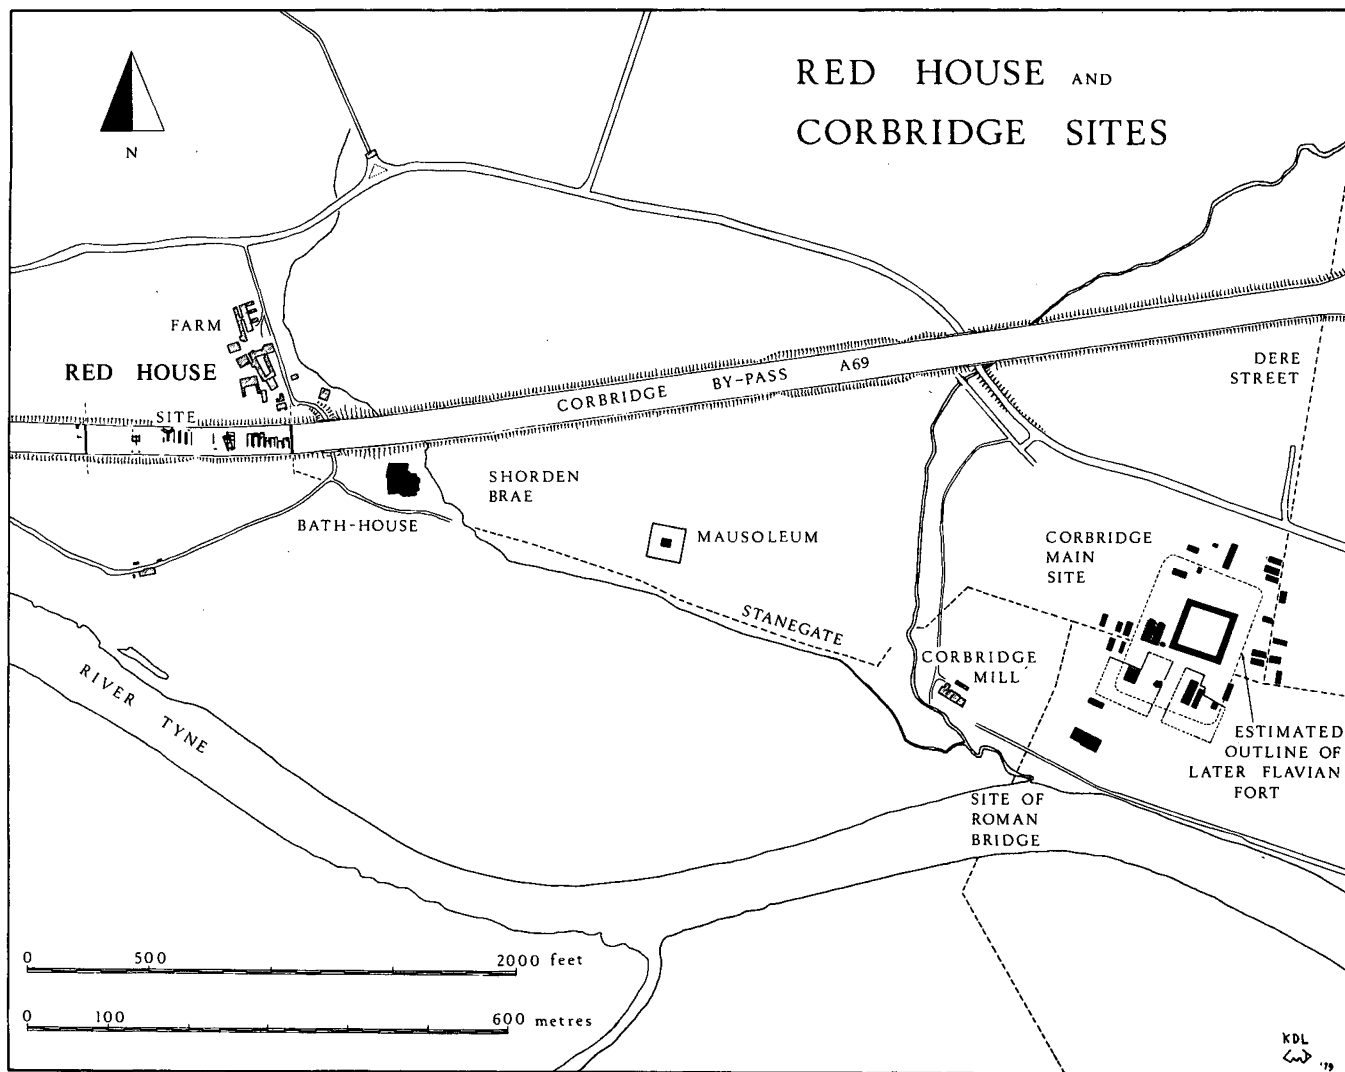 RED HOUSE AND
CORBRIDGE SITES
N
FARM
RED HOUSE
SITE
CORBRIDGE BY-PASS A69
DERE
STREET
SHORDEN
BRAE
BATH-HOUSE
MAUSOLEUM
CORBRIDGE
MAIN
SITE
STANEGATE
CORBRIDGE
MILL
RIVER TYNE
ESTIMATED
OUTLINE OF
LATER FLAVIAN
FORT
SITE OF
ROMAN
BRIDGE
0 500 2000 feet
0 100 600 metres
KDL
'79